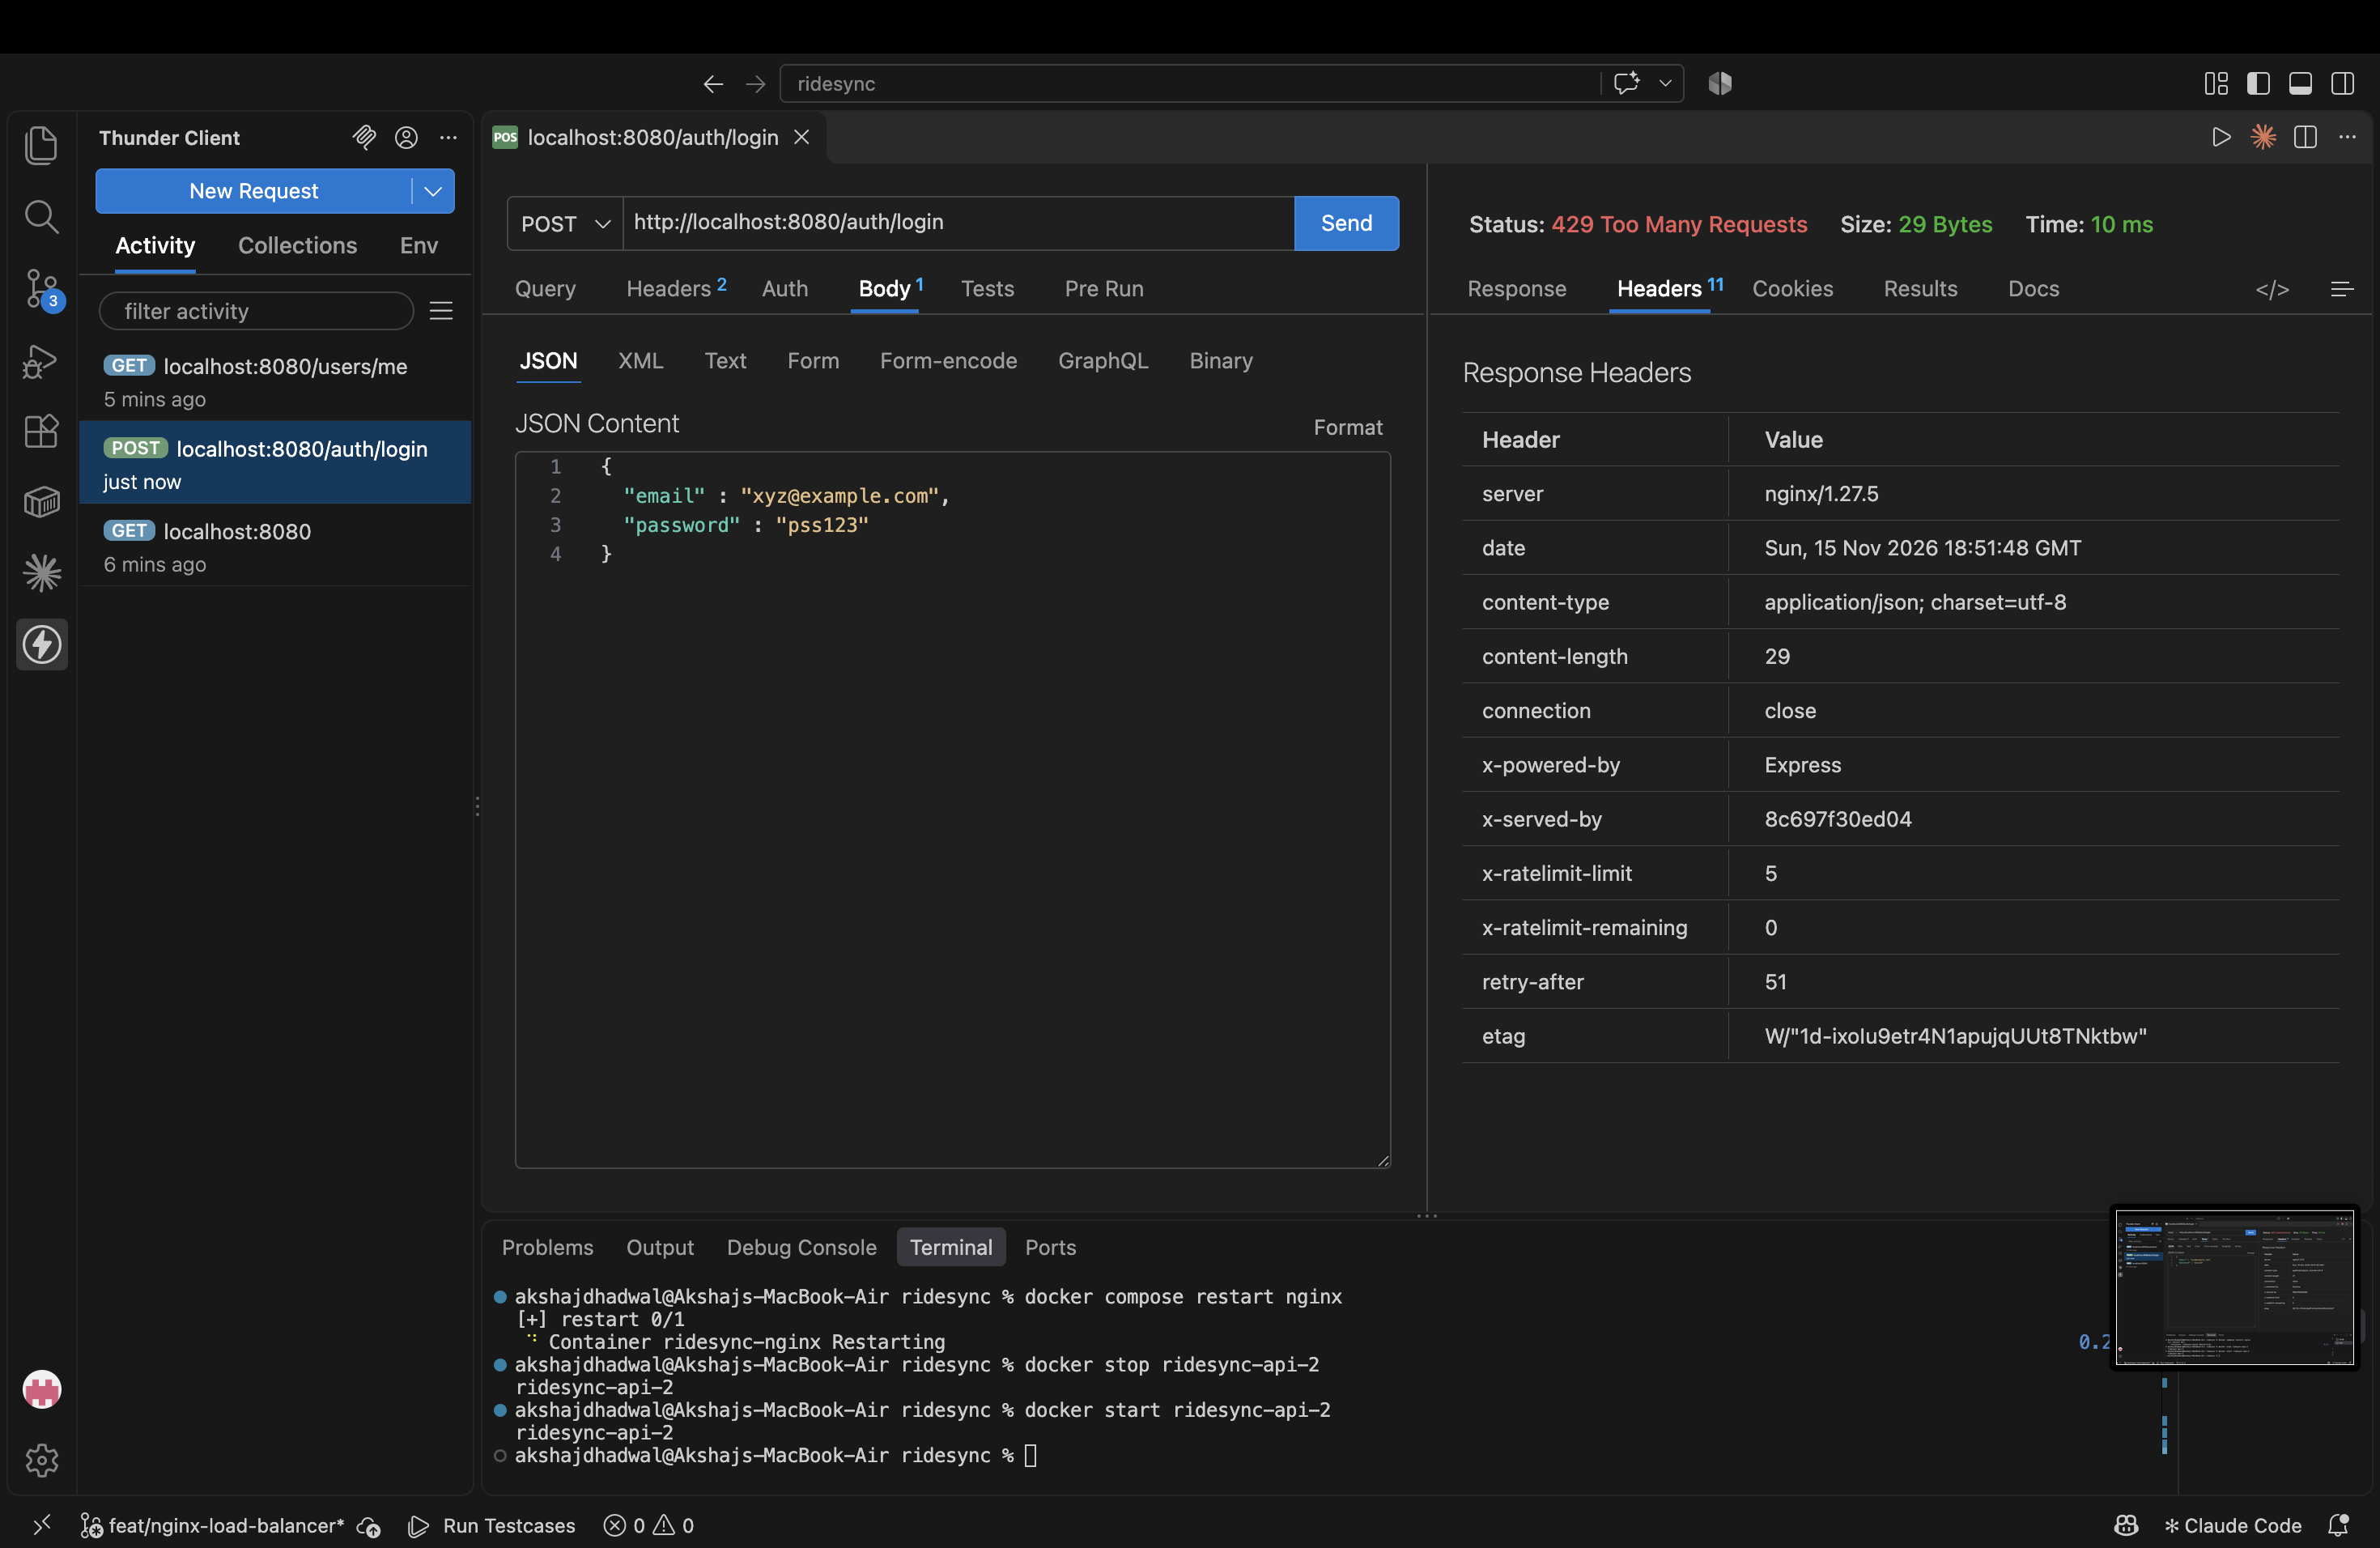 ridesync
Thunder Client
New Request
Activity Collections Env
filter activity
GET localhost:8080/users/me
5 mins ago
POST localhost:8080/auth/login
just now
GET localhost:8080
6 mins ago
3
POS localhost:8080/auth/login
POST http://localhost:8080/auth/login Send
Query Headers 2 Auth Body 1 Tests Pre Run
JSON XML Text Form Form-encode GraphQL Binary
JSON Content Format
1 {
2 "email" : "xyz@example.com",
3 "password" : "pss123"
4 }
Status: 429 Too Many Requests Size: 29 Bytes Time: 10 ms
Response Headers 11 Cookies Results Docs </>
Response Headers
Header Value
server nginx/1.27.5
date Sun, 15 Nov 2026 18:51:48 GMT
content-type application/json; charset=utf-8
content-length 29
connection close
x-powered-by Express
x-served-by 8c697f30ed04
x-ratelimit-limit 5
x-ratelimit-remaining 0
retry-after 51
etag W/"1d-ixolu9etr4N1apujqUUt8TNktbw"
Problems Output Debug Console Terminal Ports
akshajdhadwal@Akshajs-MacBook-Air ridesync % docker compose restart nginx
[+] restart 0/1
Container ridesync-nginx Restarting 0.2
akshajdhadwal@Akshajs-MacBook-Air ridesync % docker stop ridesync-api-2
ridesync-api-2
akshajdhadwal@Akshajs-MacBook-Air ridesync % docker start ridesync-api-2
ridesync-api-2
akshajdhadwal@Akshajs-MacBook-Air ridesync %
feat/nginx-load-balancer* Run Testcases 0 0 Claude Code